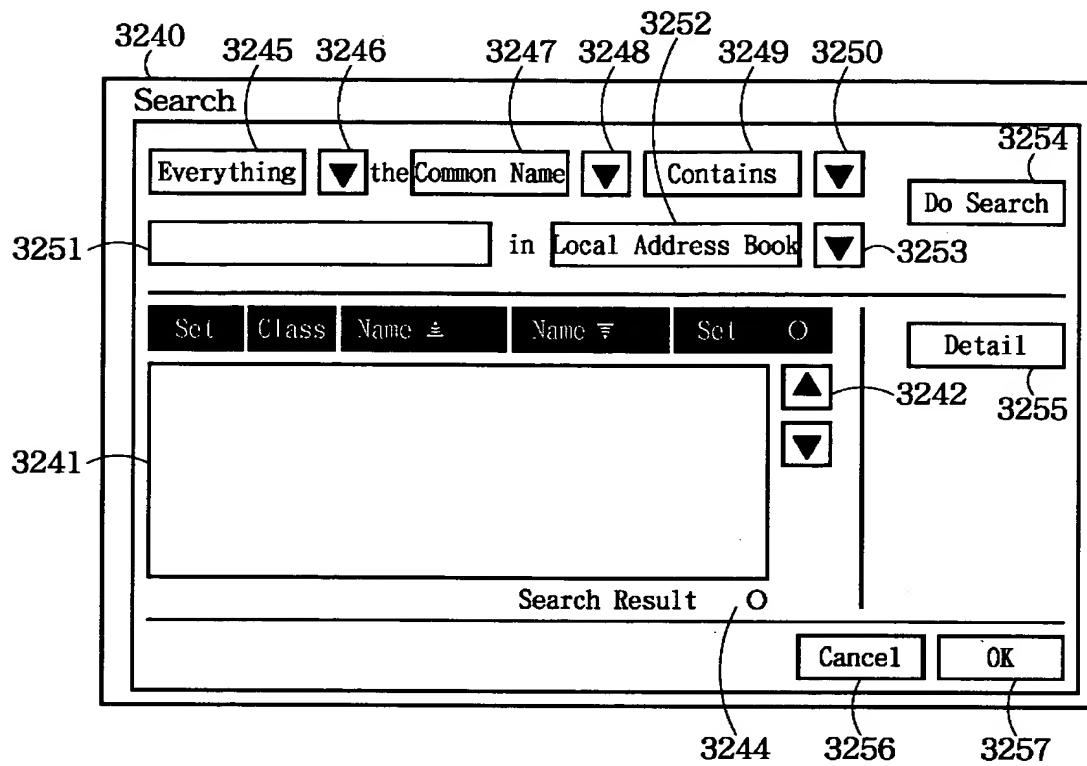 3240 3245 3246 3247 3252 3248 3249 3250
Search
3254
Everything ▼ the Common Name ▼ Contains ▼
Do Search
3251 in Local Address Book ▼ 3253
Set Class Name ▲ Name ▼ Set O
Detail
3242
3255
3241
Search Result O
Cancel OK
3244 3256 3257